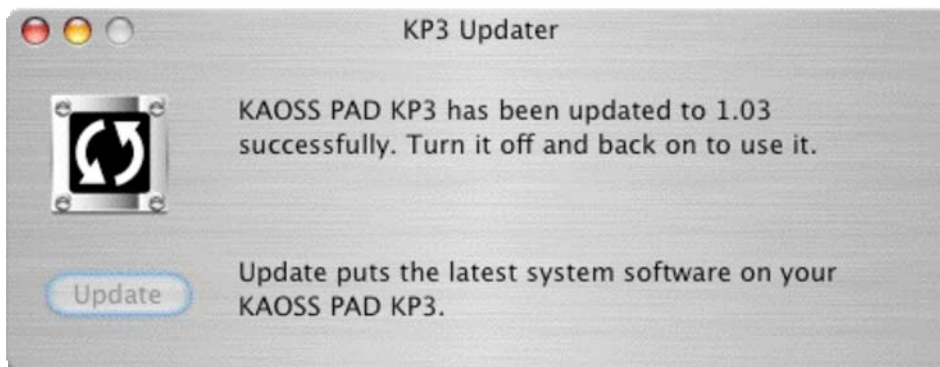 KP3 Updater
KAOSS PAD KP3 has been updated to 1.03
successfully. Turn it off and back on to use it.
Update
Update puts the latest system software on your
KAOSS PAD KP3.